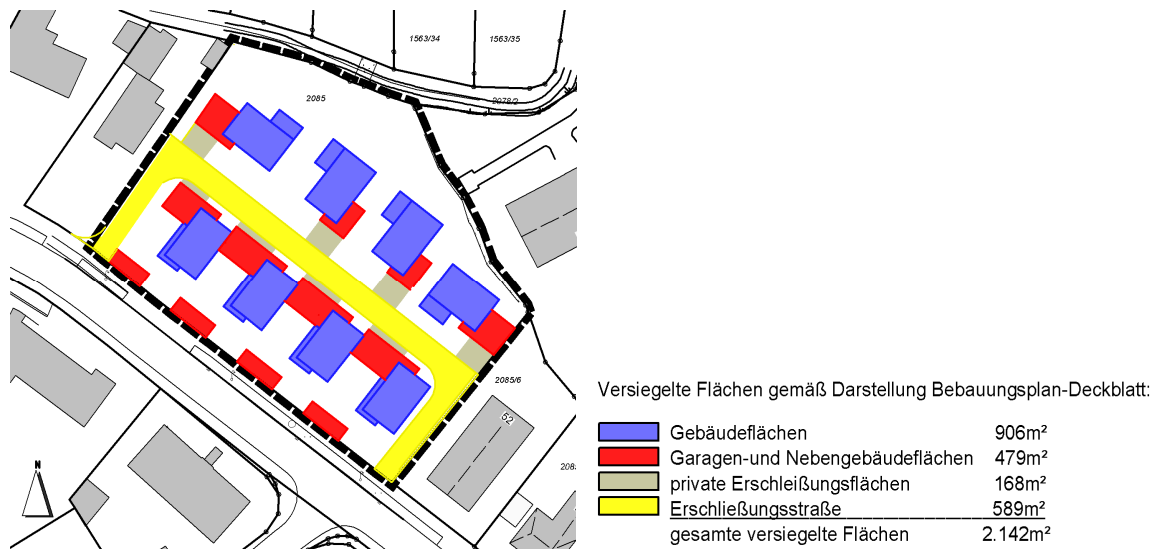 1563/34 1563/35
2085 2078/2
2085/6
52
208
N
Versiegelte Flächen gemäß Darstellung Bebauungsplan-Deckblatt:
Gebäudeflächen 906m²
Garagen-und Nebengebäudeflächen 479m²
private Erschleißungsflächen 168m²
Erschließungsstraße 589m²
gesamte versiegelte Flächen 2.142m²